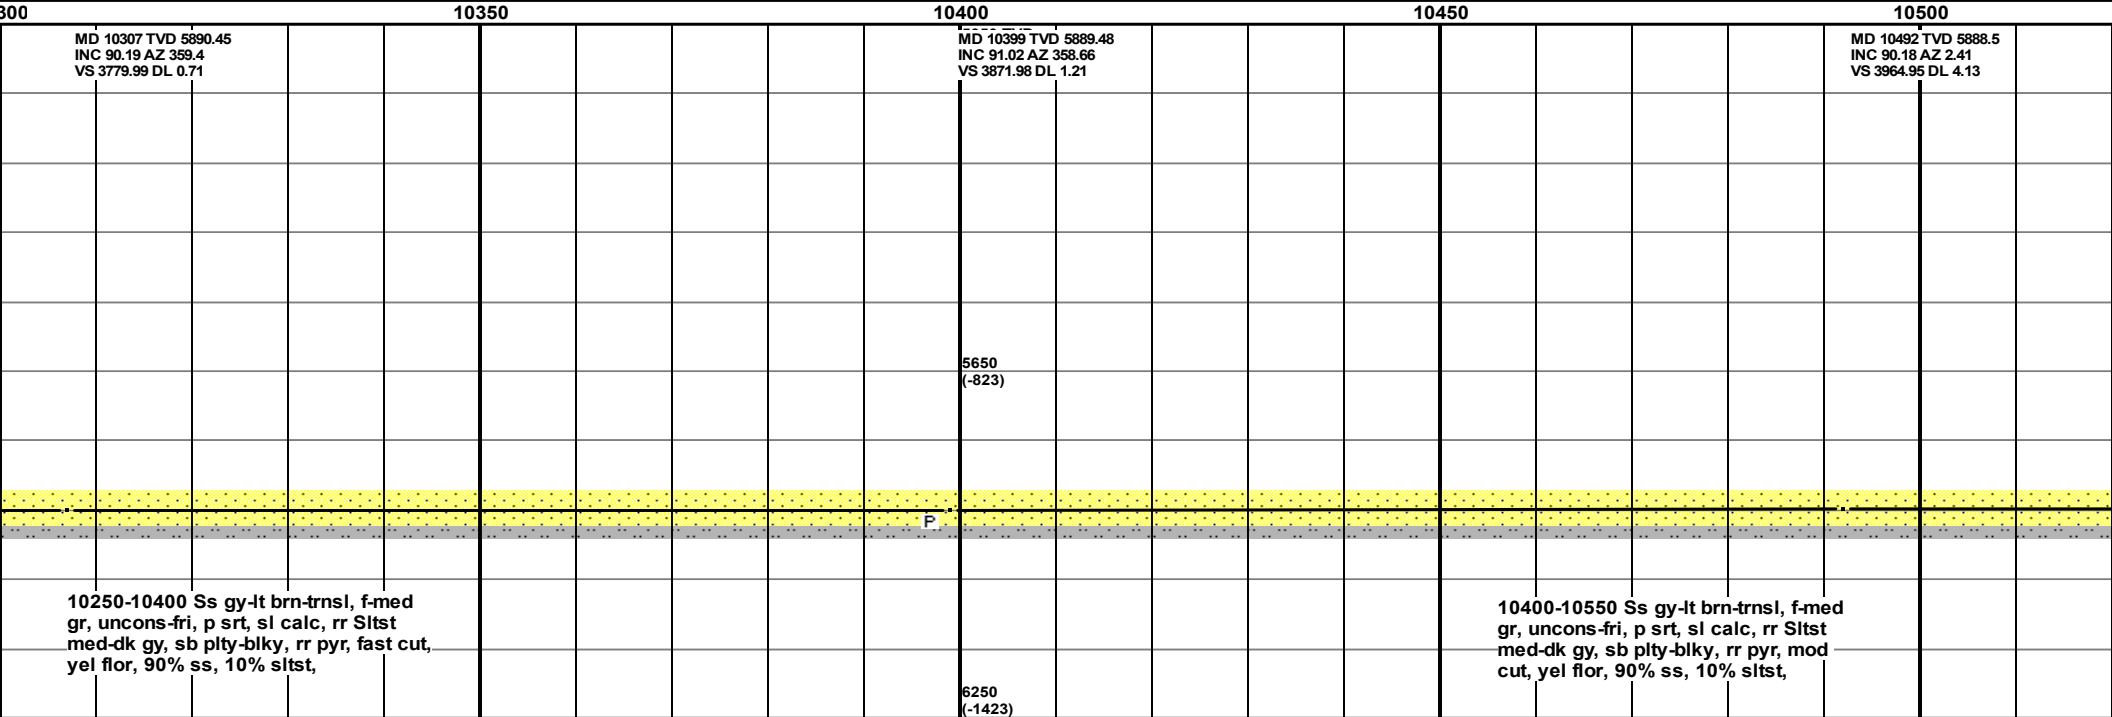 10350 10400 10450 10500
MD 10307 TVD 5890.45
INC 90.19 AZ 359.4
VS 3779.99 DL 0.71
MD 10399 TVD 5889.48
INC 91.02 AZ 358.66
VS 3871.98 DL 1.21
MD 10492 TVD 5888.5
INC 90.18 AZ 2.41
VS 3964.95 DL 4.13
5650
(-823)
P
10250-10400 Ss gy-lt brn-trnsl, f-med
gr, uncons-fri, p srt, sl calc, rr Sltst
med-dk gy, sb plty-blky, rr pyr, fast cut,
yel flor, 90% ss, 10% sltst,
10400-10550 Ss gy-lt brn-trnsl, f-med
gr, uncons-fri, p srt, sl calc, rr Sltst
med-dk gy, sb plty-blky, rr pyr, mod
cut, yel flor, 90% ss, 10% sltst,
6250
(-1423)